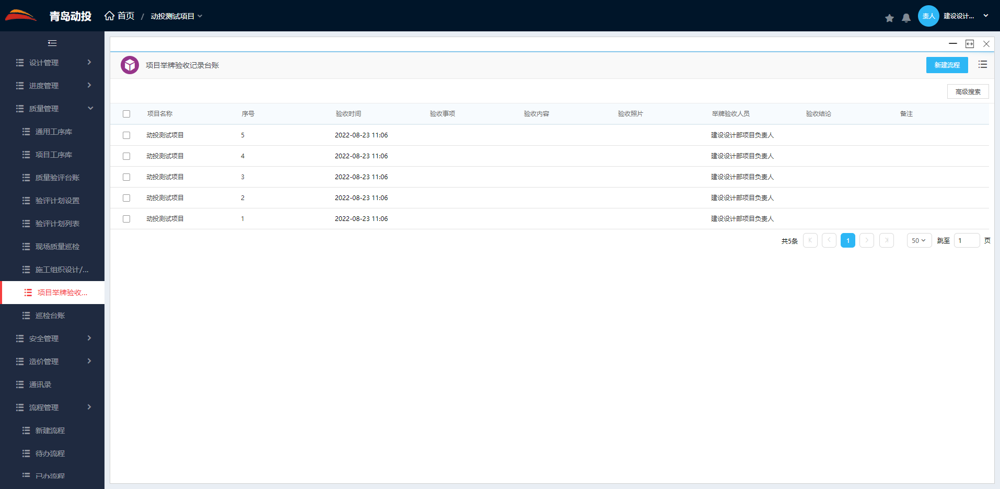 青岛动投 首页 / 动投测试项目
责人 建设设计...
设计管理
进度管理
质量管理
通用工序库
项目工序库
质量验评台账
验评计划设置
验评计划列表
现场质量巡检
施工组织设计/...
项目举牌验收...
巡检台账
安全管理
造价管理
通讯录
流程管理
新建流程
待办流程
已办流程
项目举牌验收记录台账
新建流程
高级搜索
项目名称 序号 验收时间 验收事项 验收内容 验收照片 举牌验收人员 验收结论 备注
动投测试项目 5 2022-08-23 11:06 建设设计部项目负责人
动投测试项目 4 2022-08-23 11:06 建设设计部项目负责人
动投测试项目 3 2022-08-23 11:06 建设设计部项目负责人
动投测试项目 2 2022-08-23 11:06 建设设计部项目负责人
动投测试项目 1 2022-08-23 11:06 建设设计部项目负责人
共5条 1 50 跳至 1 页